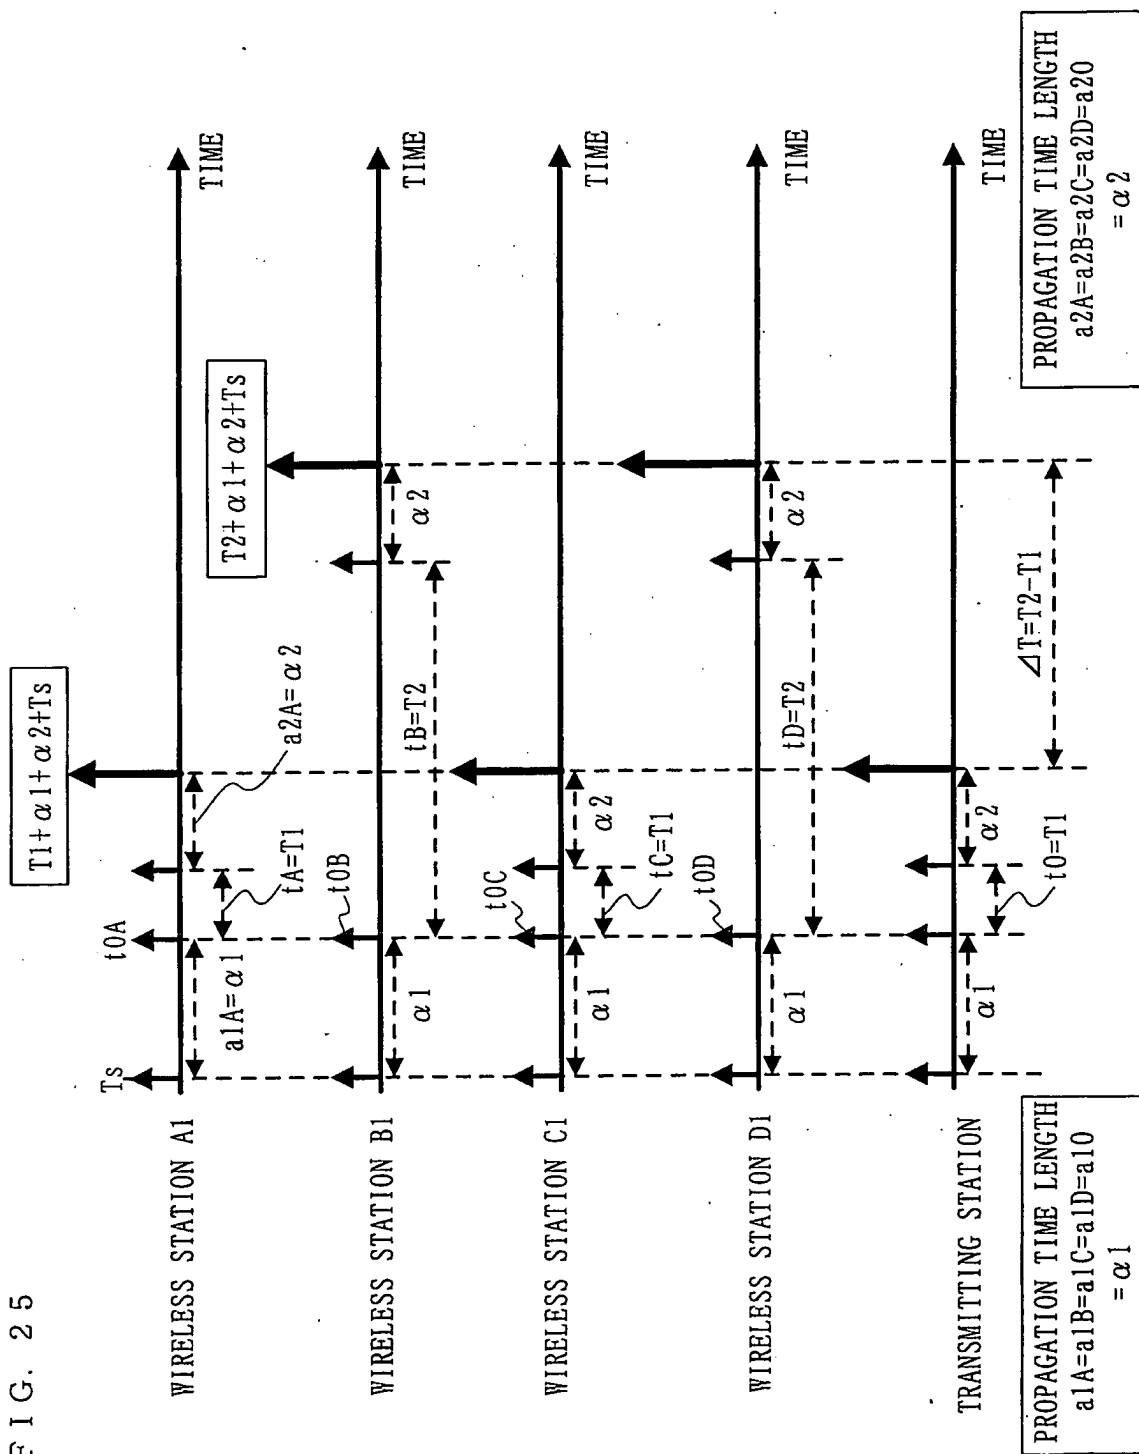 FIG. 25
T1+α1+α2+Ts
T2+α1+α2+Ts
WIRELESS STATION A1
Ts
t0A
TIME
a1A=α1
tA=T1
a2A=α2
WIRELESS STATION B1
t0B
TIME
α1
tB=T2
α2
WIRELESS STATION C1
t0C
TIME
α1
tC=T1
α2
WIRELESS STATION D1
t0D
TIME
α1
tD=T2
α2
TRANSMITTING STATION
TIME
α1
t0=T1
α2
ΔT=T2-T1
PROPAGATION TIME LENGTH
a1A=a1B=a1C=a1D=a10
=α1
PROPAGATION TIME LENGTH
a2A=a2B=a2C=a2D=a20
=α2